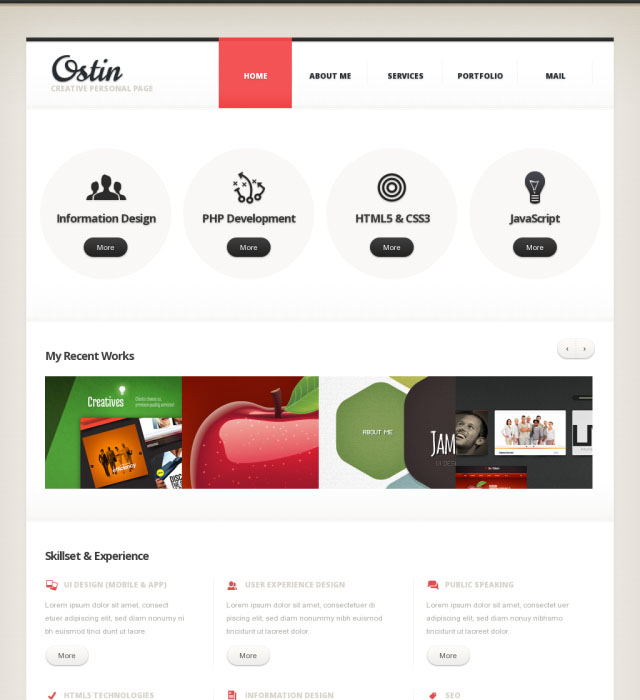 Ostin
CREATIVE PERSONAL PAGE
HOME
ABOUT ME
SERVICES
PORTFOLIO
MAIL
Information Design
PHP Development
HTML5 & CSS3
JavaScript
More
More
More
More
My Recent Works
Creatives
efficiency
ABOUT ME
JAM
UI DESI
Skillset & Experience
UI DESIGN (MOBILE & APP)
Lorem ipsum dolor sit amet, consect
etuer adipiscing elit, sed diam nonumy ni
bh euismod tinci dunt ut laore.
More
USER EXPERIENCE DESIGN
Lorem ipsum dolor sit amet, consectetuer di
piscing elit, sed diam nonummy nibh euismod
tincidunt ut laoreet dolor.
More
PUBLIC SPEAKING
Lorem ipsum dolor sit amet, consectet uer
adipiscing elit, sed diam nonuy nibhsmo
tincidunt ut laoreet dolor.
More
HTML5 TECHNOLOGIES
INFORMATION DESIGN
SEO